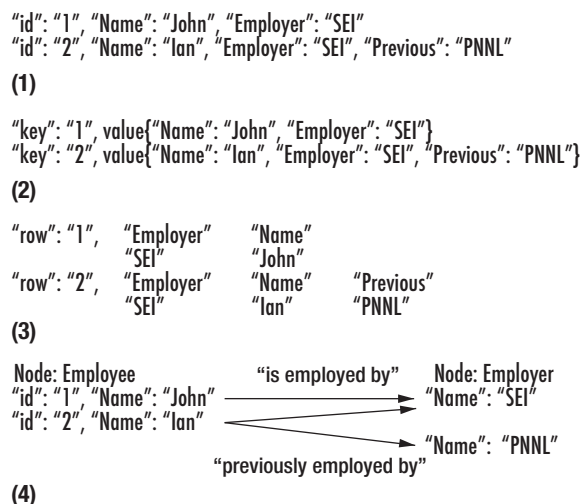 “id”: “1”, “Name”: “John”, “Employer”: “SEI”
“id”: “2”, “Name”: “Ian”, “Employer”: “SEI”, “Previous”: “PNNL”
(1)
“key”: “1”, value{“Name”: “John”, “Employer”: “SEI”}
“key”: “2”, value{“Name”: “Ian”, “Employer”: “SEI”, “Previous”: “PNNL”}
(2)
“row”: “1”, “Employer” “Name”
“SEI” “John”
“row”: “2”, “Employer” “Name” “Previous”
“SEI” “Ian” “PNNL”
(3)
Node: Employee “is employed by” Node: Employer
“id”: “1”, “Name”: “John” “Name”: “SEI”
“id”: “2”, “Name”: “Ian”
“Name”: “PNNL”
“previously employed by”
(4)